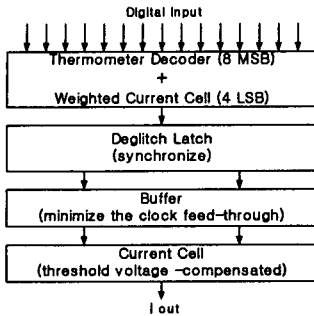 Digital Input
Thermometer Decoder (8 MSB)
+
Weighted Current Cell (4 LSB)
Deglitch Latch
(synchronize)
Buffer
(minimize the clock feed-through)
Current Cell
(threshold voltage -compensated)
I out